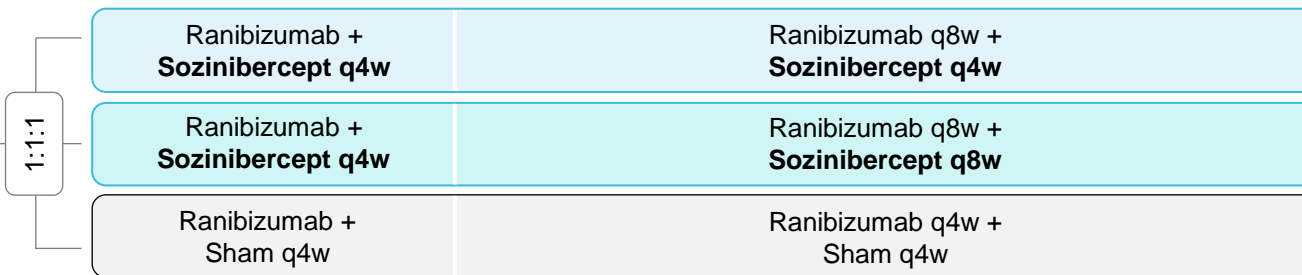 1:1:1
Ranibizumab +
Sozinibercept q4w
Ranibizumab q8w +
Sozinibercept q4w
Ranibizumab +
Sozinibercept q4w
Ranibizumab q8w +
Sozinibercept q8w
Ranibizumab +
Sham q4w
Ranibizumab q4w +
Sham q4w